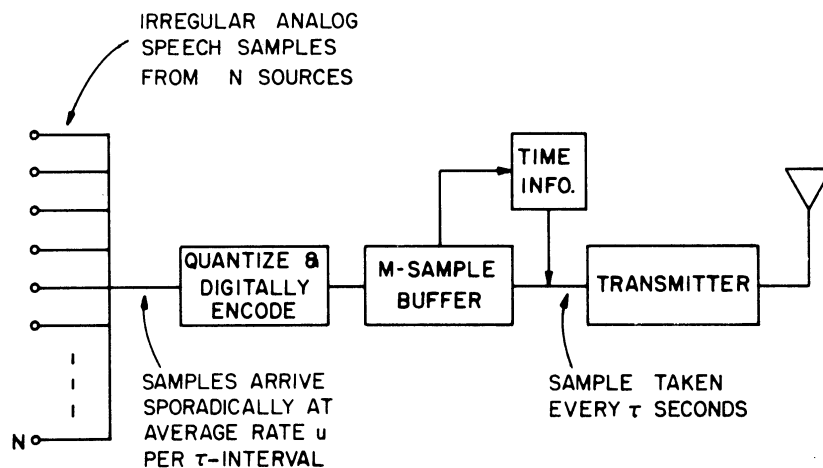 IRREGULAR ANALOG
SPEECH SAMPLES
FROM N SOURCES
TIME
INFO.
QUANTIZE &
DIGITALLY
ENCODE
M-SAMPLE
BUFFER
TRANSMITTER
SAMPLES ARRIVE
SPORADICALLY AT
AVERAGE RATE u
PER τ-INTERVAL
SAMPLE TAKEN
EVERY τ SECONDS
N